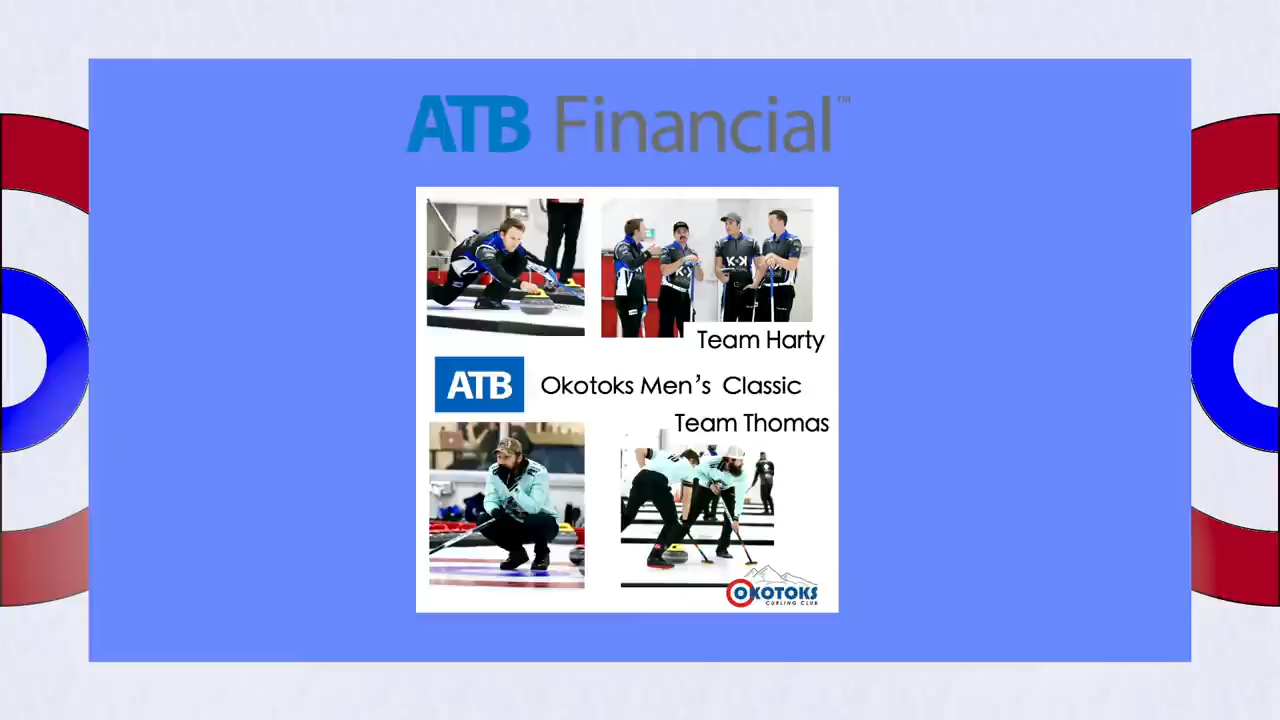 ATB Financial™
Team Harty
ATB
Okotoks Men's Classic
Team Thomas
OKOTOKS
CURLING CLUB